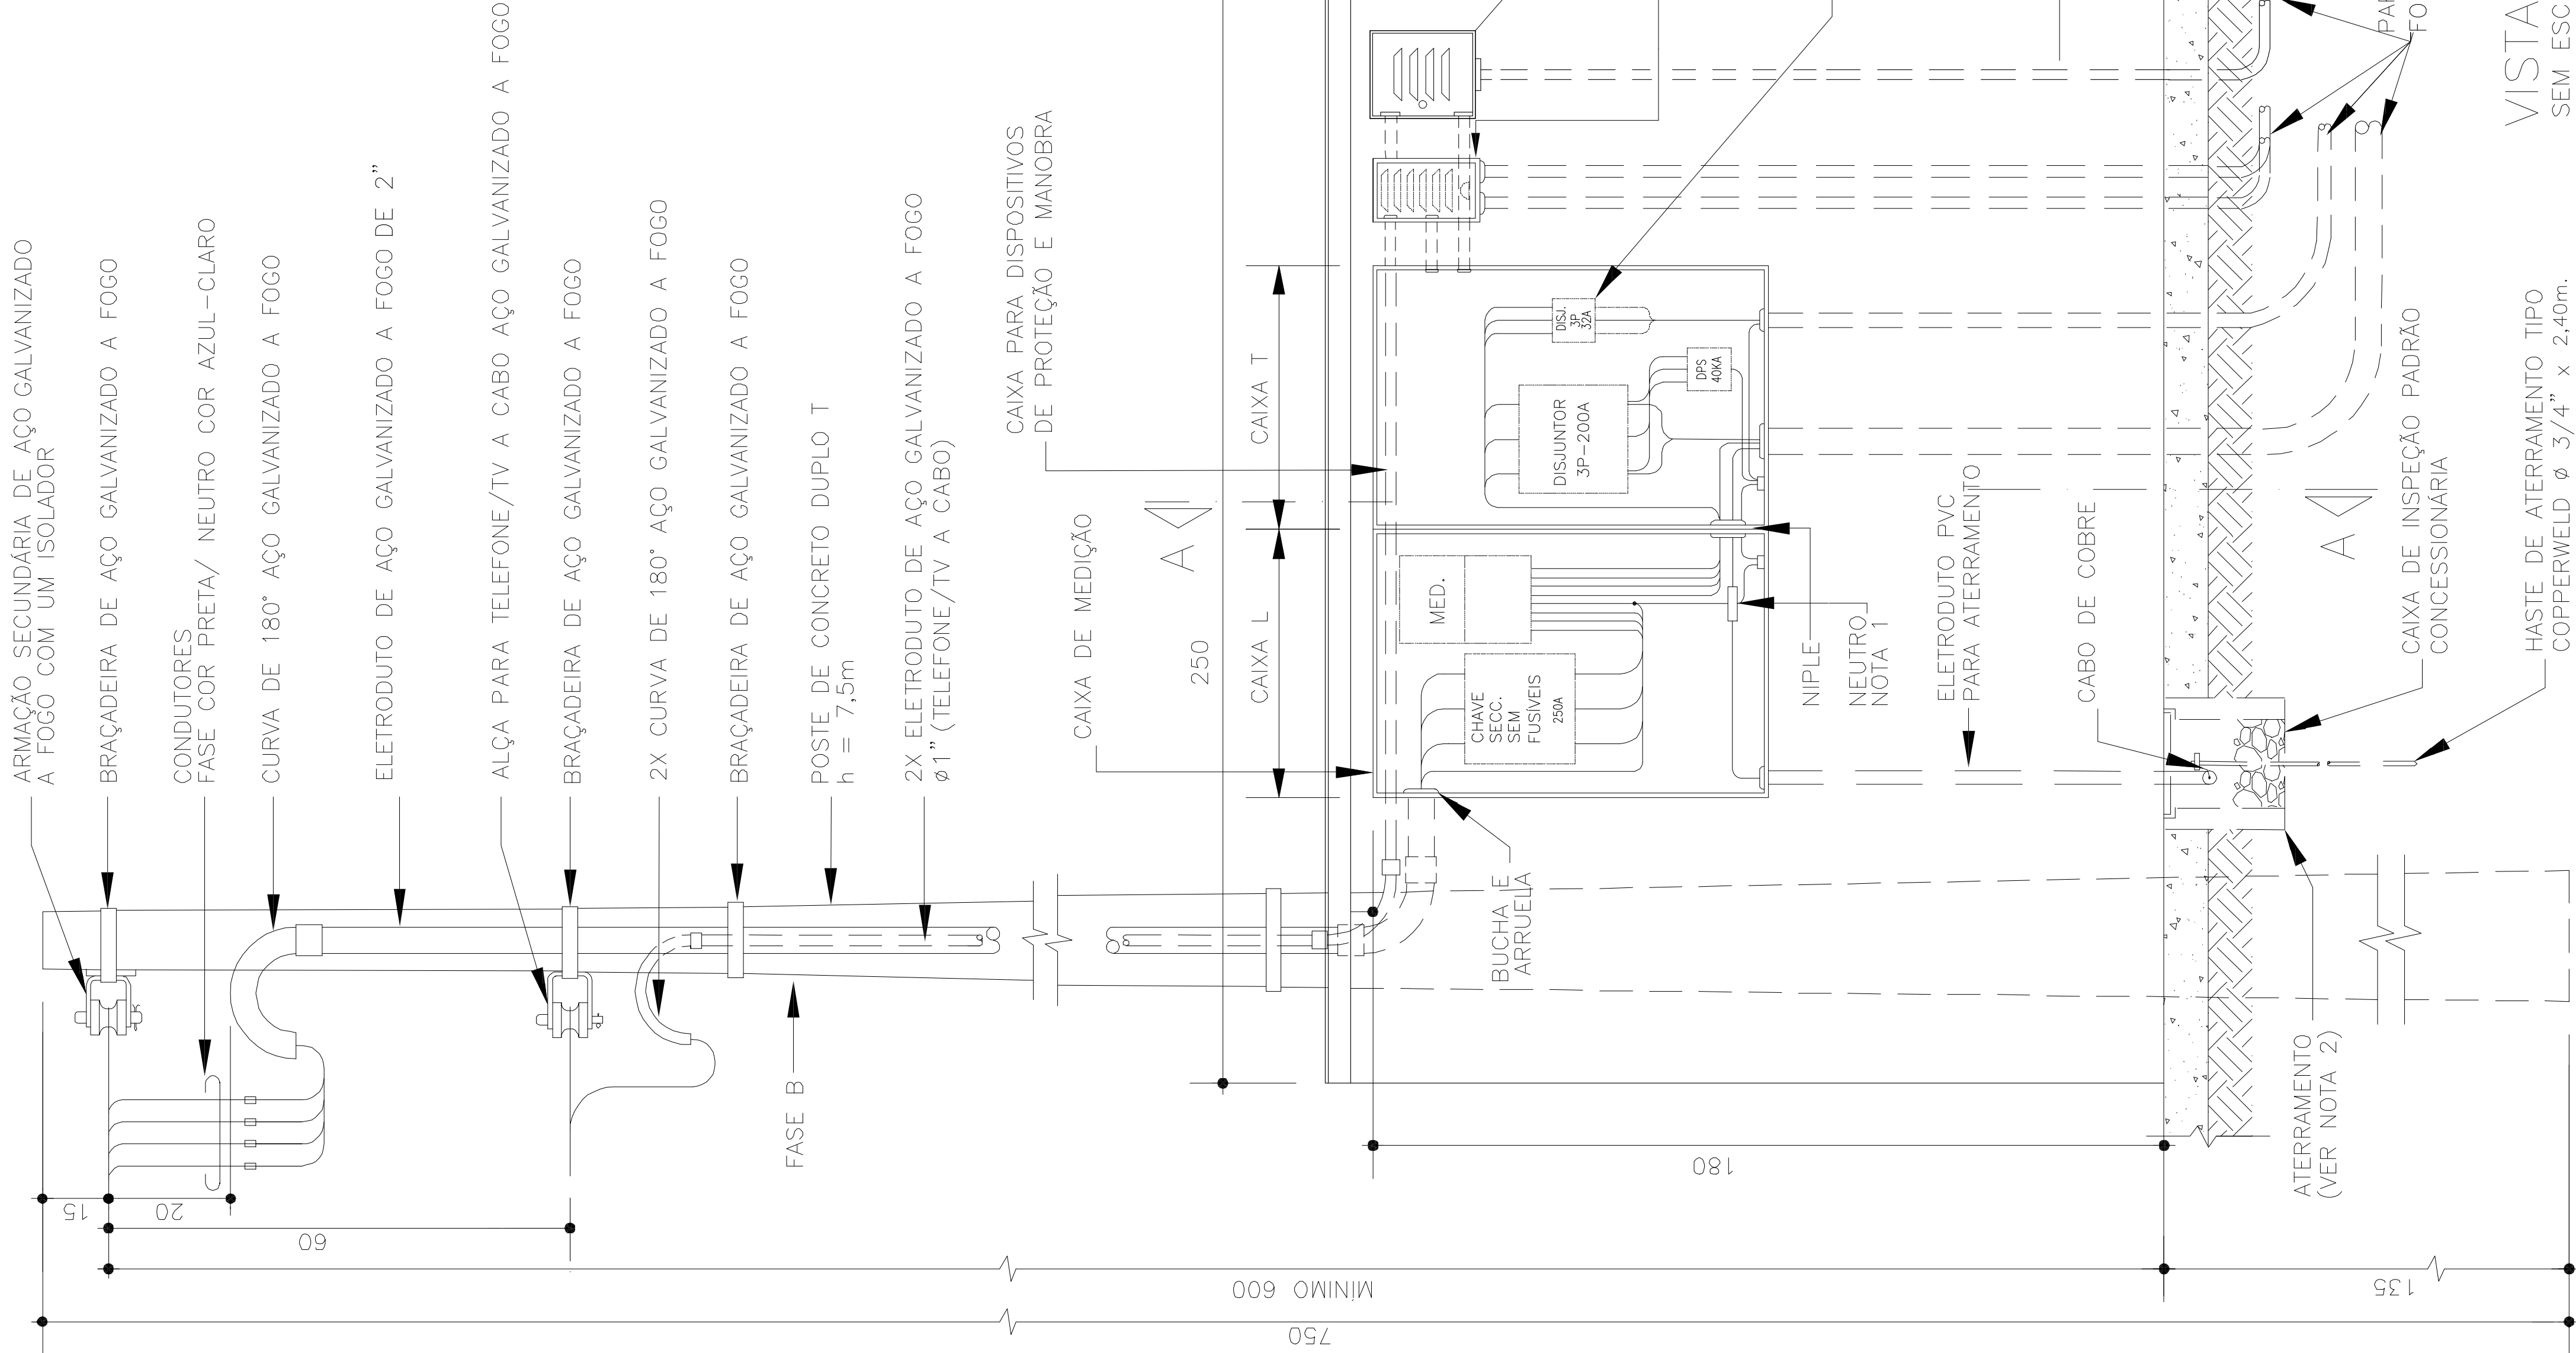 ARMAÇÃO SECUNDÁRIA DE AÇO GALVANIZADO
A FOGO COM UM ISOLADOR
BRAÇADEIRA DE AÇO GALVANIZADO A FOGO
CONDUTORES
FASE COR PRETA/ NEUTRO COR AZUL-CLARO
CURVA DE 180° AÇO GALVANIZADO A FOGO
ELETRODUTO DE AÇO GALVANIZADO A FOGO DE 2"
ALÇA PARA TELEFONE/TV A CABO AÇO GALVANIZADO A FOGO
BRAÇADEIRA DE AÇO GALVANIZADO A FOGO
2X CURVA DE 180° AÇO GALVANIZADO A FOGO
BRAÇADEIRA DE AÇO GALVANIZADO A FOGO
POSTE DE CONCRETO DUPLO T
h = 7,5m
2X ELETRODUTO DE AÇO GALVANIZADO A FOGO
ø1" (TELEFONE/TV A CABO)
FASE B
CAIXA PARA DISPOSITIVOS
DE PROTEÇÃO E MANOBRA
CAIXA DE MEDIÇÃO
A
250
CAIXA L
CAIXA T
MED.
CHAVE
SECC.
SEM
FUSÍVEIS
250A
DISJUNTOR
3P-200A
DISJ.
3P
32A
DPS
40KA
BUCHA E
ARRUELA
NIPLE
NEUTRO
NOTA 1
ELETRODUTO PVC
PARA ATERRAMENTO
CABO DE COBRE
A
CAIXA DE INSPEÇÃO PADRÃO
CONCESSIONÁRIA
HASTE DE ATERRAMENTO TIPO
COPPERWELD ø 3/4" x 2,40m.
ATERRAMENTO
(VER NOTA 2)
15
20
60
180
MÍNIMO 600
135
750
VISTA
SEM ESC